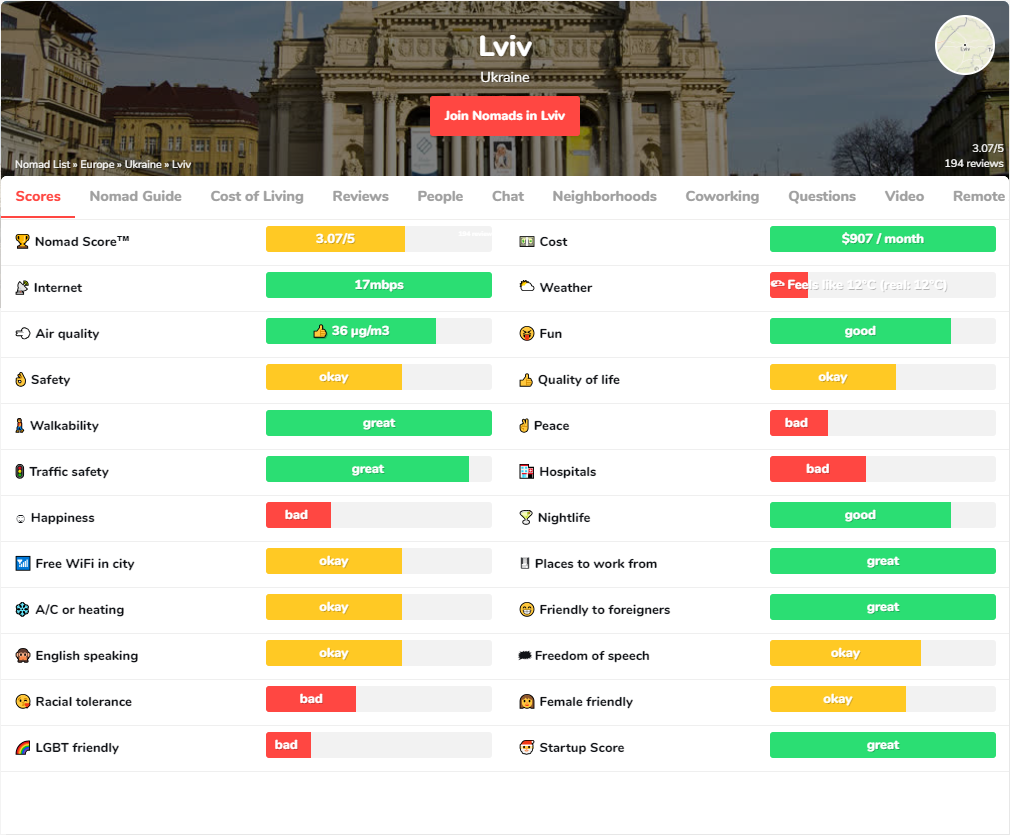 Lviv
Ukraine
Join Nomads in Lviv
Lviv
3.07/5
194 reviews
Nomad List » Europe » Ukraine » Lviv
Scores Nomad Guide Cost of Living Reviews People Chat Neighborhoods Coworking Questions Video Remote
Nomad Score™ 3.07/5 Cost $907 / month
Internet 17mbps Weather Feels like 12°C (real: 12°C)
Air quality 👍 36 µg/m3 Fun good
Safety okay Quality of life okay
Walkability great Peace bad
Traffic safety great Hospitals bad
Happiness bad Nightlife good
Free WiFi in city okay Places to work from great
A/C or heating okay Friendly to foreigners great
English speaking okay Freedom of speech okay
Racial tolerance bad Female friendly okay
LGBT friendly bad Startup Score great